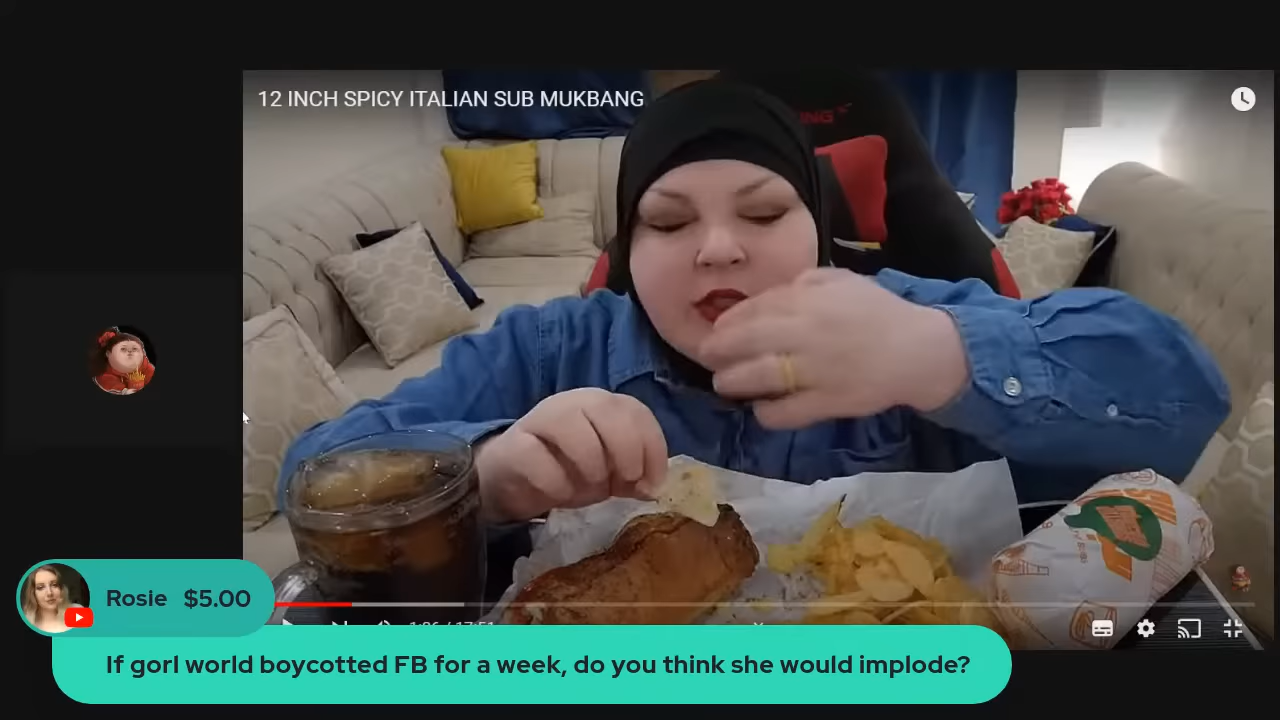 12 INCH SPICY ITALIAN SUB MUKBANG
Rosie $5.00
If gorl world boycotted FB for a week, do you think she would implode?